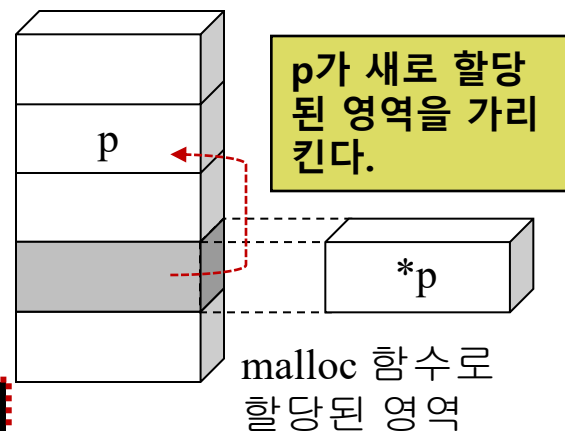 p가 새로 할당
된 영역을 가리
킨다.
p
*p
malloc 함수로
할당된 영역